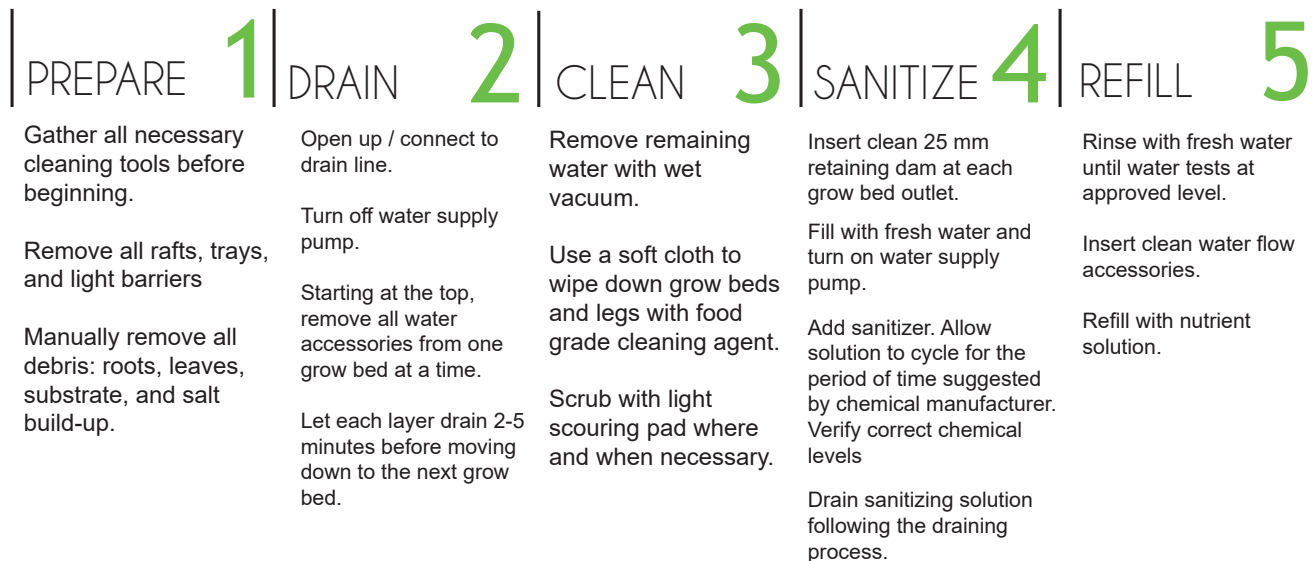 PREPARE 1
Gather all necessary
cleaning tools before
beginning.
Remove all rafts, trays,
and light barriers
Manually remove all
debris: roots, leaves,
substrate, and salt
build-up.
DRAIN 2
Open up / connect to
drain line.
Turn off water supply
pump.
Starting at the top,
remove all water
accessories from one
grow bed at a time.
Let each layer drain 2-5
minutes before moving
down to the next grow
bed.
CLEAN 3
Remove remaining
water with wet
vacuum.
Use a soft cloth to
wipe down grow beds
and legs with food
grade cleaning agent.
Scrub with light
scouring pad where
and when necessary.
SANITIZE 4
Insert clean 25 mm
retaining dam at each
grow bed outlet.
Fill with fresh water and
turn on water supply
pump.
Add sanitizer. Allow
solution to cycle for the
period of time suggested
by chemical manufacturer.
Verify correct chemical
levels
Drain sanitizing solution
following the draining
process.
REFILL 5
Rinse with fresh water
until water tests at
approved level.
Insert clean water flow
accessories.
Refill with nutrient
solution.